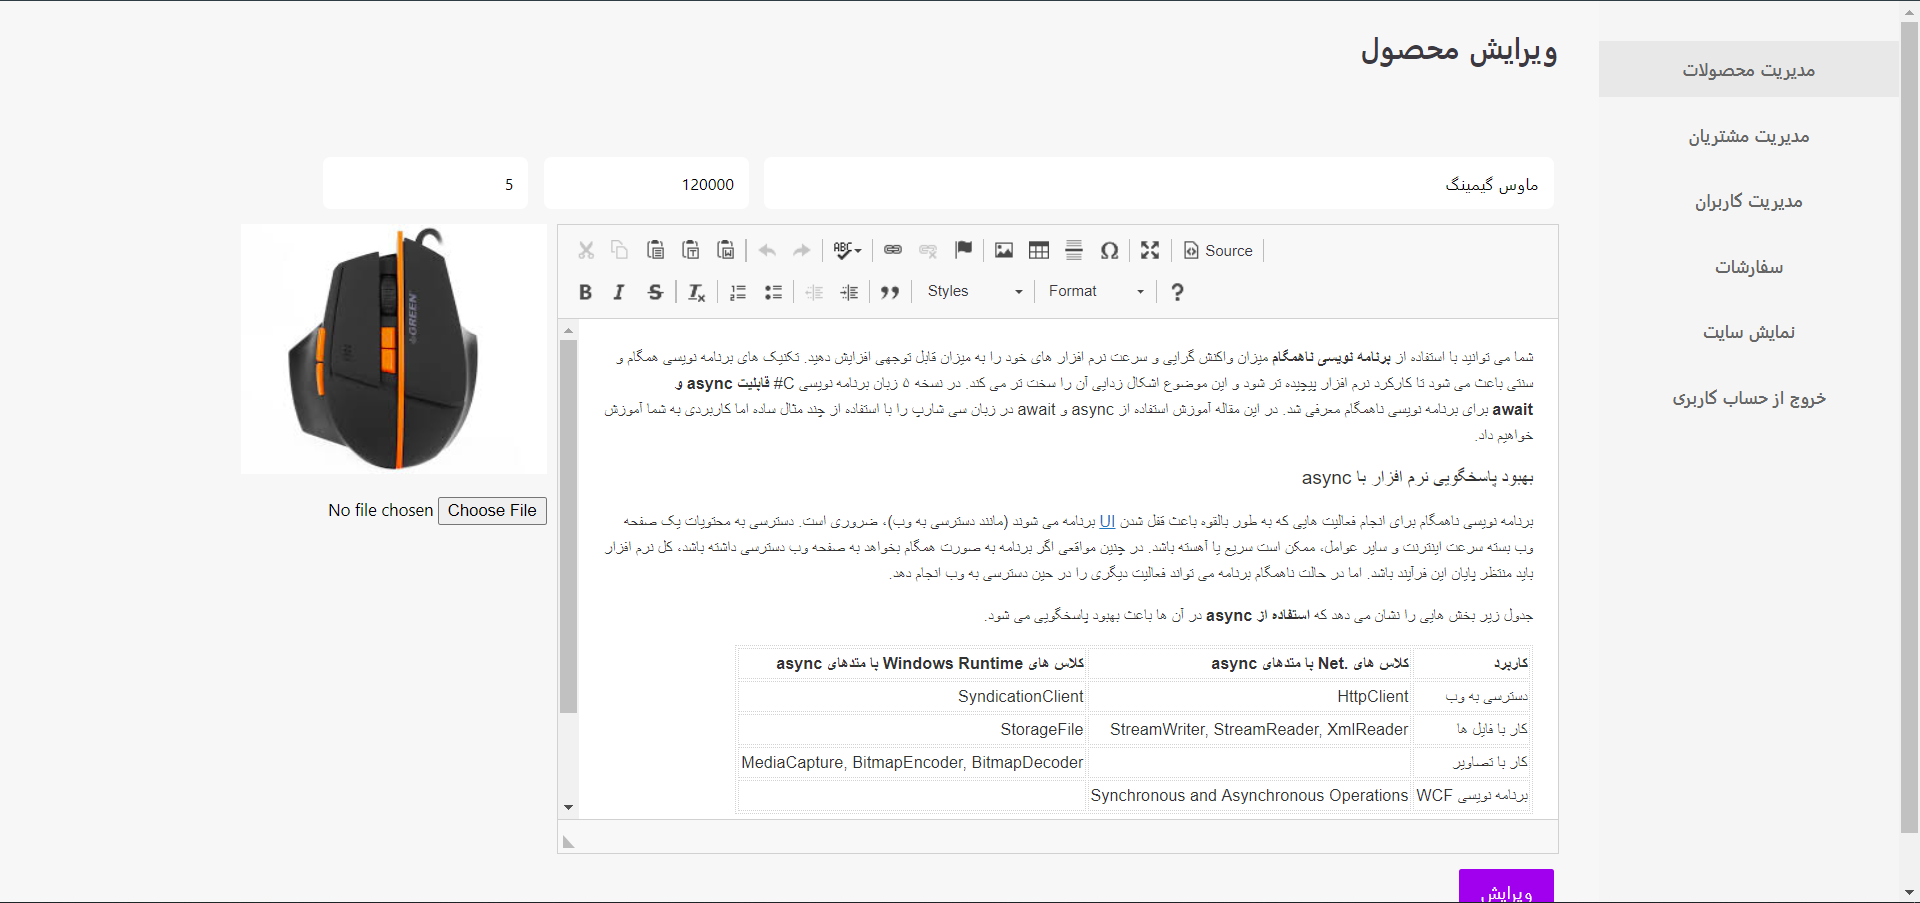 ویرایش محصول
مدیریت محصولات
مدیریت مشتریان
مدیریت کاربران
سفارشات
نمایش سایت
خروج از حساب کاربری
ماوس گیمینگ
120000
5
Source
Styles
Format
شما می توانید با استفاده از برنامه نویسی ناهمگام میزان واکنش گرایی و سرعت نرم افزار های خود را به میزان قابل توجهی افزایش دهید. تکنیک های برنامه نویسی همگام و
سنتی باعث می شود تا کارکرد نرم افزار پیچیده تر شود و این موضوع اشکال زدایی آن را سخت تر می کند. در نسخه ۵ زبان برنامه نویسی C# قابلیت async و
await برای برنامه نویسی ناهمگام معرفی شد. در این مقاله آموزش استفاده از async و await در زبان سی شارپ را با استفاده از چند مثال ساده اما کاربردی به شما آموزش
خواهیم داد.
بهبود پاسخگویی نرم افزار با async
برنامه نویسی ناهمگام برای انجام فعالیت هایی که به طور بالقوه باعث قفل شدن UI برنامه می شوند (مانند دسترسی به وب)، ضروری است. دسترسی به محتویات یک صفحه
وب بسته سرعت اینترنت و سایر عوامل، ممکن است سریع یا آهسته باشد. در چنین مواقعی اگر برنامه به صورت همگام بخواهد به صفحه وب دسترسی داشته باشد، کل نرم افزار
باید منتظر پایان این فرآیند باشد. اما در حالت ناهمگام برنامه می تواند فعالیت دیگری را در حین دسترسی به وب انجام دهد.
جدول زیر بخش هایی را نشان می دهد که استفاده از async در آن ها باعث بهبود پاسخگویی می شود.
کاربرد کلاس های .Net با متدهای async کلاس های Windows Runtime با متدهای async
دسترسی به وب HttpClient SyndicationClient
کار با فایل ها StreamWriter, StreamReader, XmlReader StorageFile
کار با تصاویر MediaCapture, BitmapEncoder, BitmapDecoder
برنامه نویسی WCF Synchronous and Asynchronous Operations
GREEN
Choose File No file chosen
ویرایش